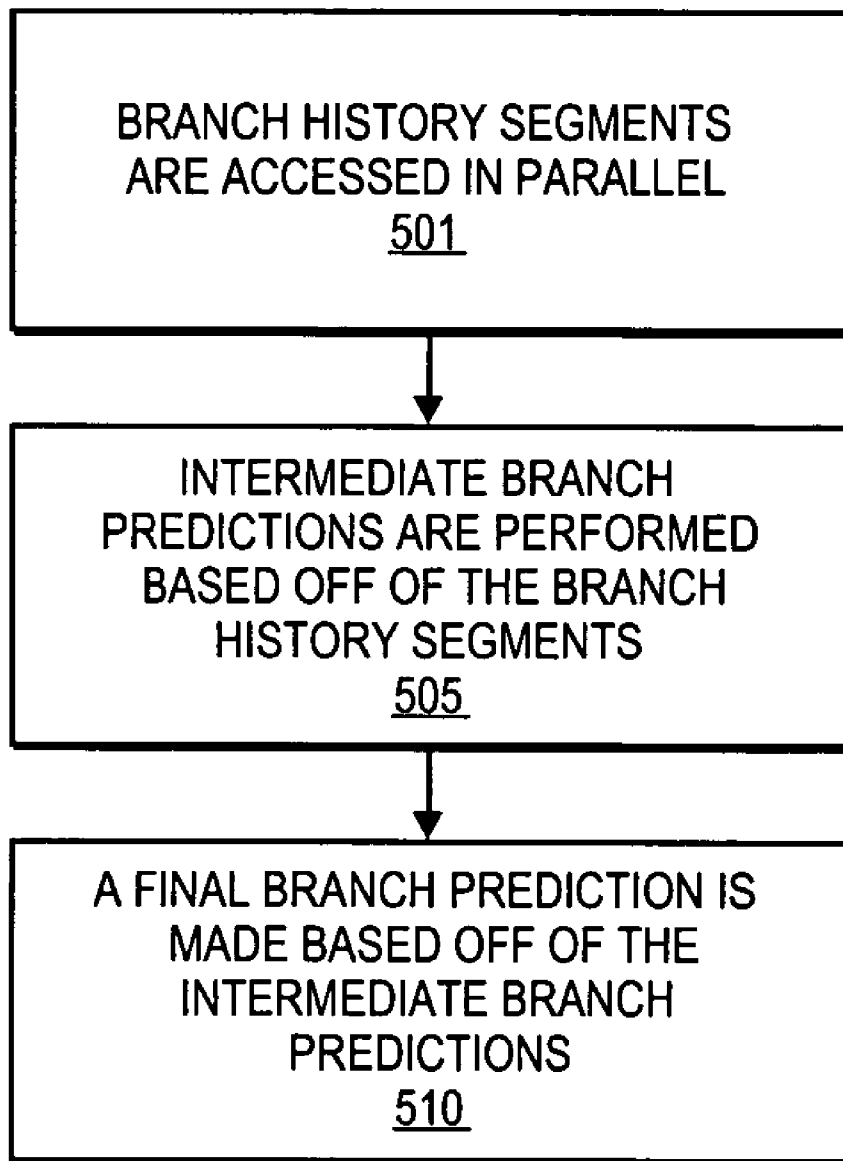 BRANCH HISTORY SEGMENTS
ARE ACCESSED IN PARALLEL
501
INTERMEDIATE BRANCH
PREDICTIONS ARE PERFORMED
BASED OFF OF THE BRANCH
HISTORY SEGMENTS
505
A FINAL BRANCH PREDICTION IS
MADE BASED OFF OF THE
INTERMEDIATE BRANCH
PREDICTIONS
510